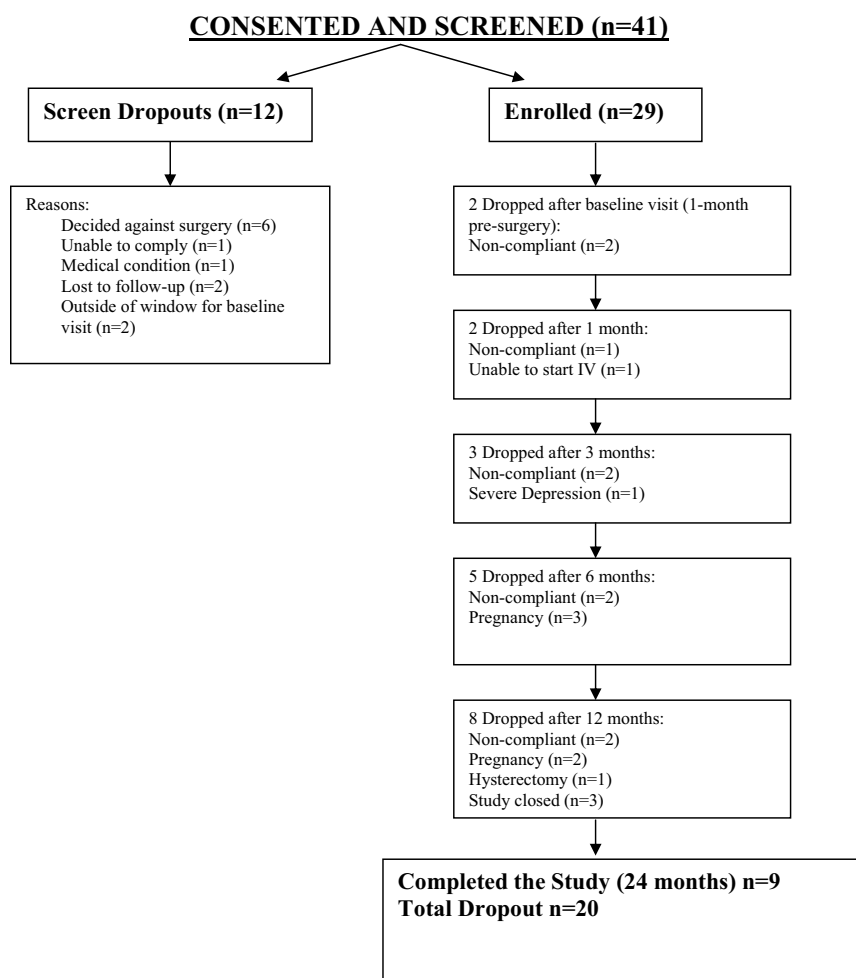 CONSENTED AND SCREENED (n=41)
Screen Dropouts (n=12)
Reasons:
Decided against surgery (n=6)
Unable to comply (n=1)
Medical condition (n=1)
Lost to follow-up (n=2)
Outside of window for baseline
visit (n=2)
Enrolled (n=29)
2 Dropped after baseline visit (1-month
pre-surgery):
Non-compliant (n=2)
2 Dropped after 1 month:
Non-compliant (n=1)
Unable to start IV (n=1)
3 Dropped after 3 months:
Non-compliant (n=2)
Severe Depression (n=1)
5 Dropped after 6 months:
Non-compliant (n=2)
Pregnancy (n=3)
8 Dropped after 12 months:
Non-compliant (n=2)
Pregnancy (n=2)
Hysterectomy (n=1)
Study closed (n=3)
Completed the Study (24 months) n=9
Total Dropout n=20